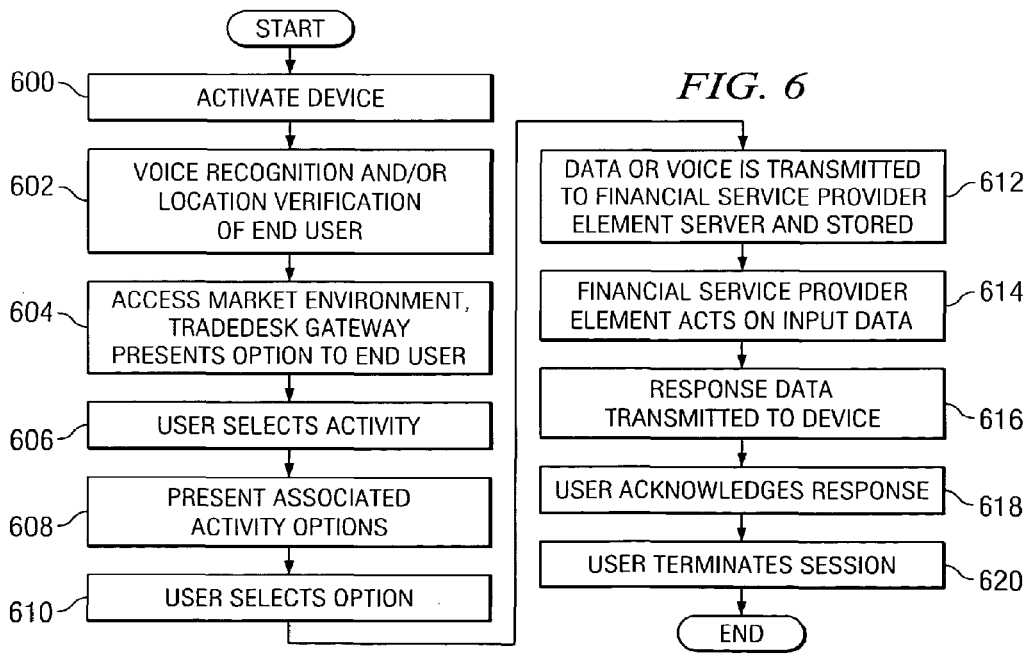 START
600
ACTIVATE DEVICE
602
VOICE RECOGNITION AND/OR
LOCATION VERIFICATION
OF END USER
604
ACCESS MARKET ENVIRONMENT,
TRADEDESK GATEWAY
PRESENTS OPTION TO END USER
606
USER SELECTS ACTIVITY
608
PRESENT ASSOCIATED
ACTIVITY OPTIONS
610
USER SELECTS OPTION
FIG. 6
DATA OR VOICE IS TRANSMITTED
TO FINANCIAL SERVICE PROVIDER
ELEMENT SERVER AND STORED
612
FINANCIAL SERVICE PROVIDER
ELEMENT ACTS ON INPUT DATA
614
RESPONSE DATA
TRANSMITTED TO DEVICE
616
USER ACKNOWLEDGES RESPONSE
618
USER TERMINATES SESSION
620
END